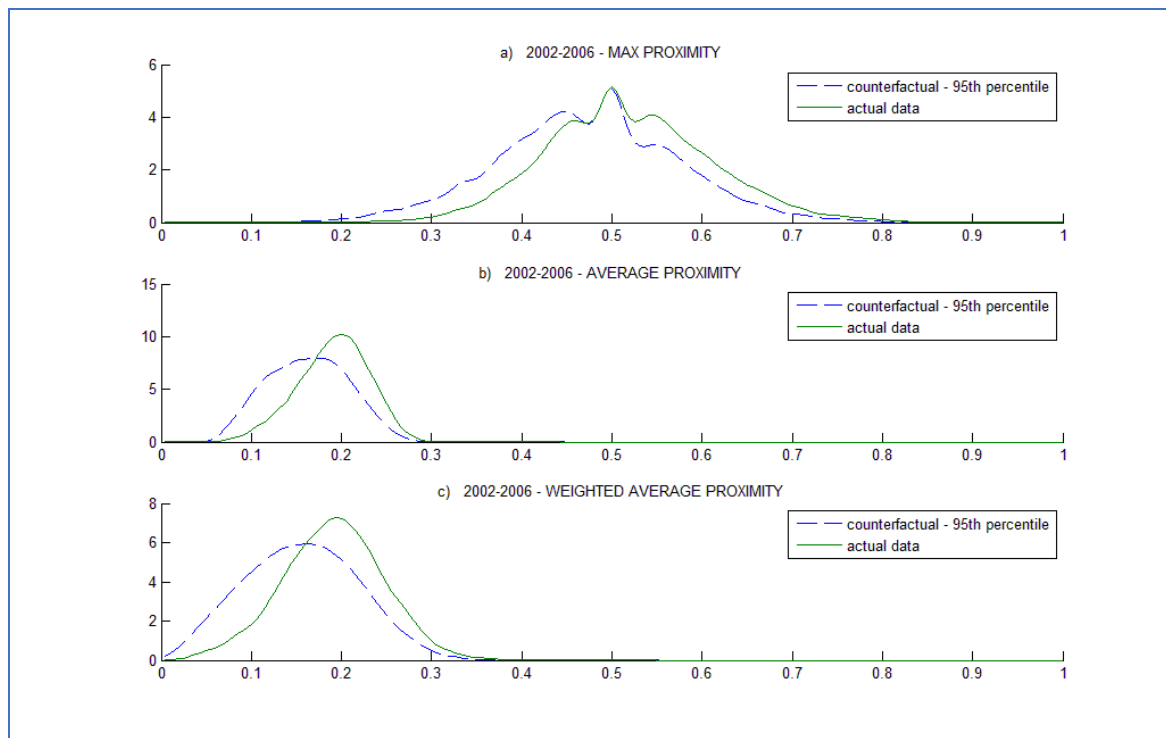 a) 2002-2006 - MAX PROXIMITY
6
4
2
0
counterfactual - 95th percentile
actual data
0 0.1 0.2 0.3 0.4 0.5 0.6 0.7 0.8 0.9 1
b) 2002-2006 - AVERAGE PROXIMITY
15
10
5
0
counterfactual - 95th percentile
actual data
0 0.1 0.2 0.3 0.4 0.5 0.6 0.7 0.8 0.9 1
c) 2002-2006 - WEIGHTED AVERAGE PROXIMITY
8
6
4
2
0
counterfactual - 95th percentile
actual data
0 0.1 0.2 0.3 0.4 0.5 0.6 0.7 0.8 0.9 1